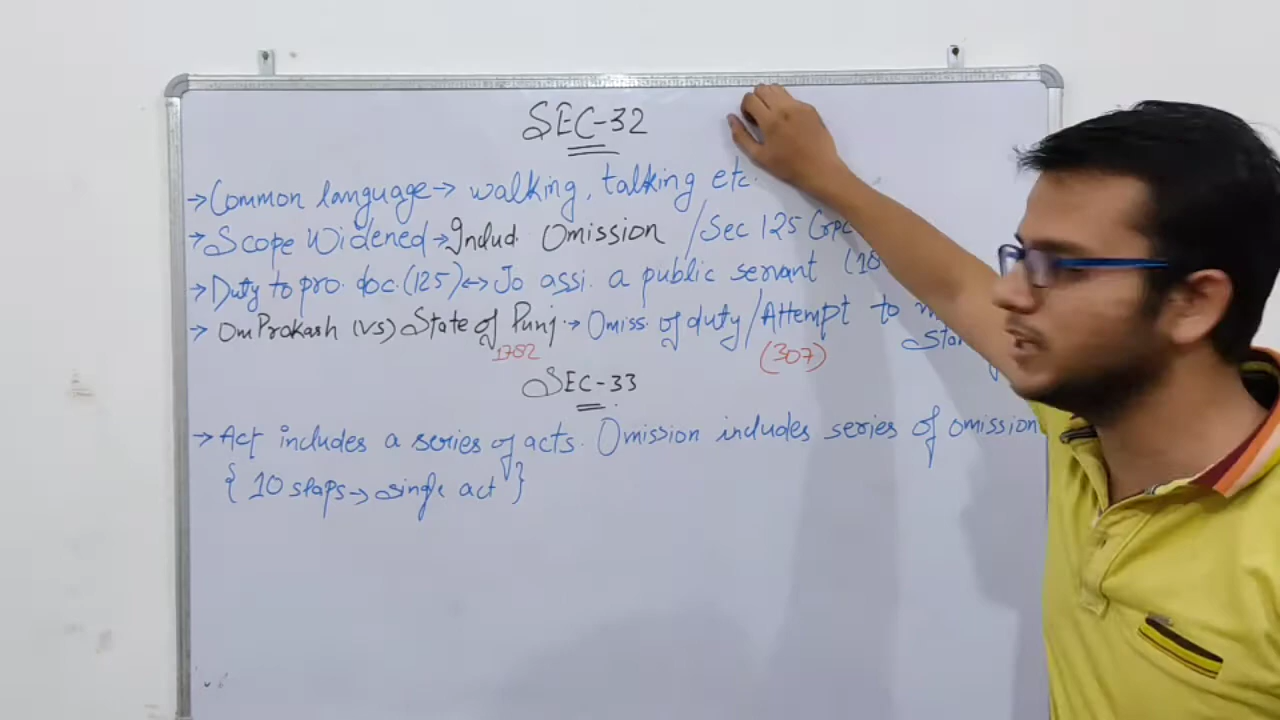 SEC-32
→ Common language → walking, talking etc.
→ Scope Widened → Includ. Omission / Sec 125 Crpc
→ Duty to pro. doc. (125) ↔ To assi. a public servant
→ Om Prakash (vs) State of Punj. → Omiss. of duty / Attempt to
(307)
SEC-33
→ Act includes a series of acts. Omission includes series of omission
{ 10 slaps → single act }